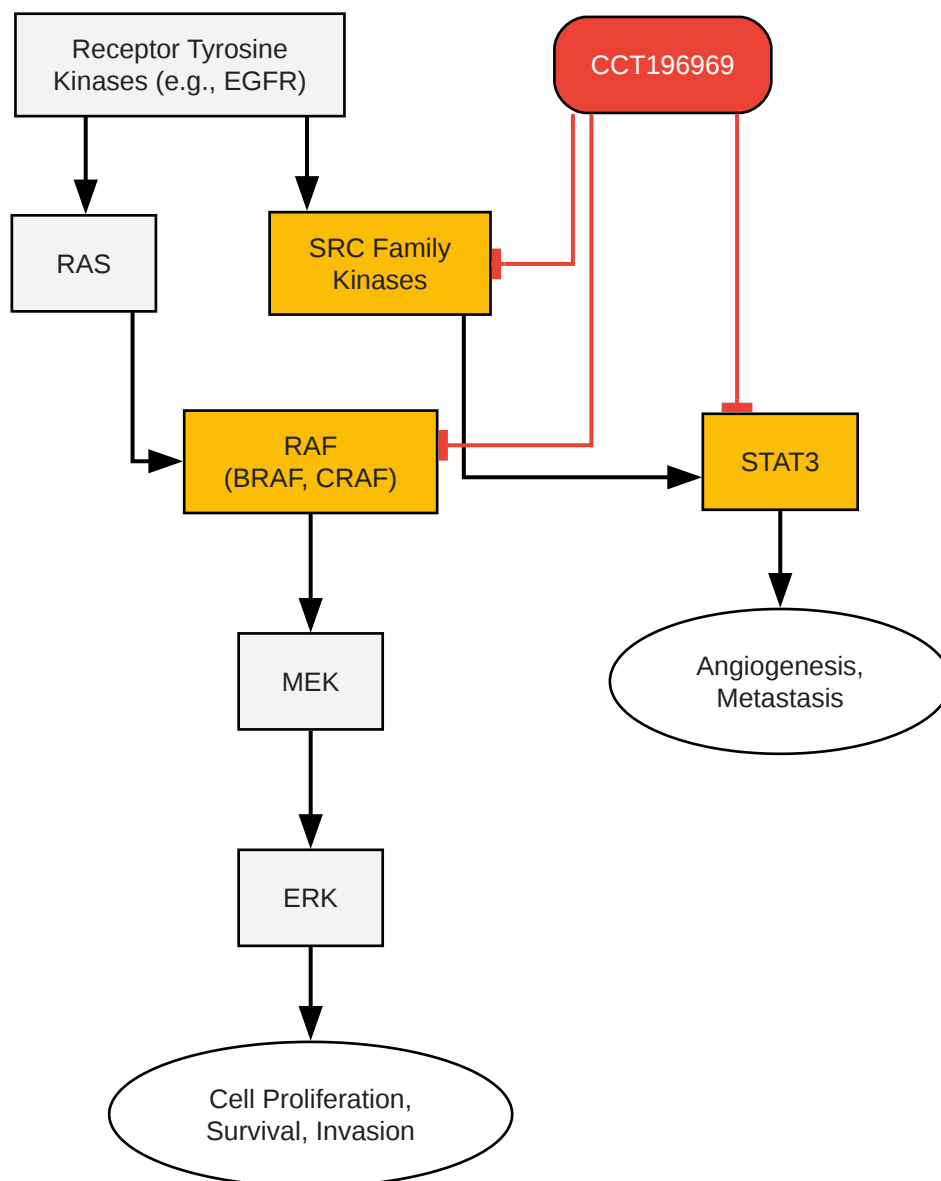 Receptor Tyrosine
Kinases (e.g., EGFR)
CCT196969
RAS
SRC Family
Kinases
RAF
(BRAF, CRAF)
STAT3
MEK
Angiogenesis,
Metastasis
ERK
Cell Proliferation,
Survival, Invasion